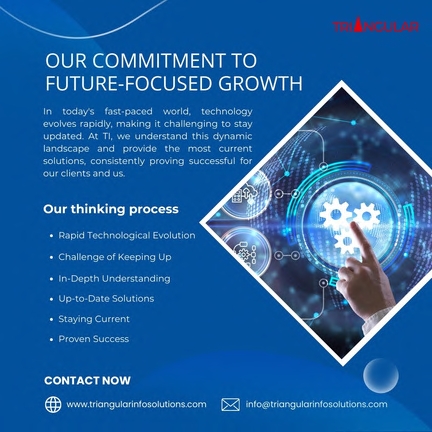 TRIANGULAR
OUR COMMITMENT TO
FUTURE-FOCUSED GROWTH
In today's fast-paced world, technology
evolves rapidly, making it challenging to stay
updated. At TI, we understand this dynamic
landscape and provide the most current
solutions, consistently proving successful for
our clients and us.
Our thinking process
• Rapid Technological Evolution
• Challenge of Keeping Up
• In-Depth Understanding
• Up-to-Date Solutions
• Staying Current
• Proven Success
CONTACT NOW
www.triangularinfosolutions.com
info@triangularinfosolutions.com